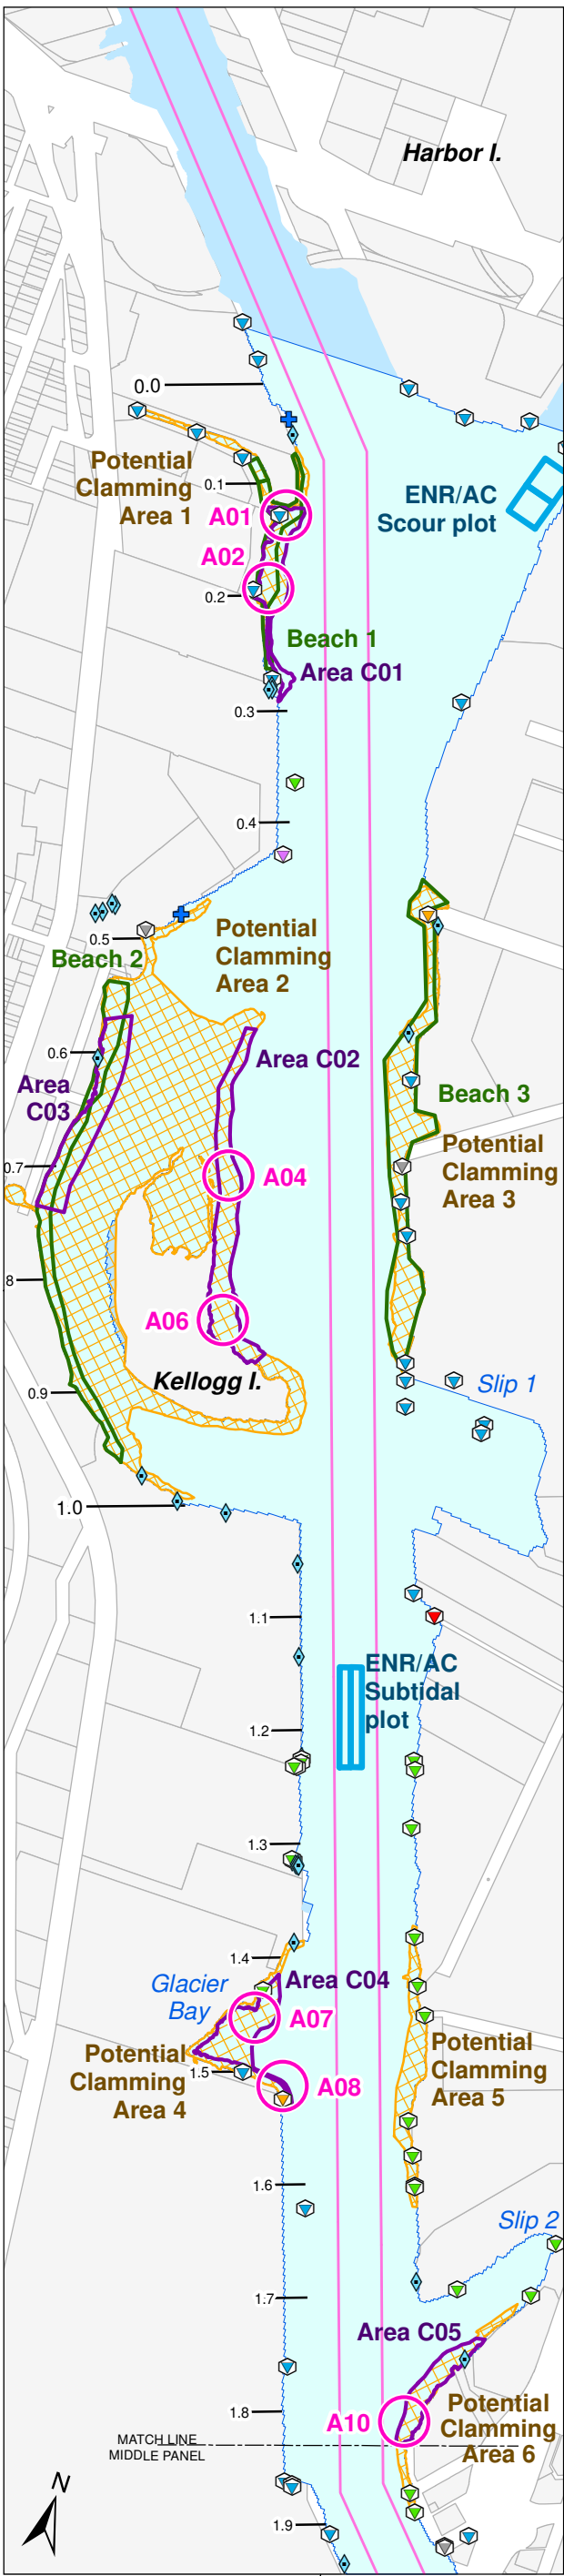 Harbor I.
0.0
Potential
Clamming
Area 1
0.1
ENR/AC
Scour plot
A01
A02
0.2
Beach 1
Area C01
0.3
0.4
Potential
Clamming
Area 2
0.5
Beach 2
0.6
Area C02
Area
C03
Beach 3
Potential
Clamming
Area 3
0.7
A04
8
A06
Kellogg I.
Slip 1
0.9
1.0
1.1
ENR/AC
Subtidal
plot
1.2
1.3
1.4
Area C04
Glacier
Bay
A07
Potential
Clamming
Area 4
Potential
Clamming
Area 5
1.5
A08
1.6
Slip 2
1.7
Area C05
1.8
A10
Potential
Clamming
Area 6
MATCH LINE
MIDDLE PANEL
N
1.9